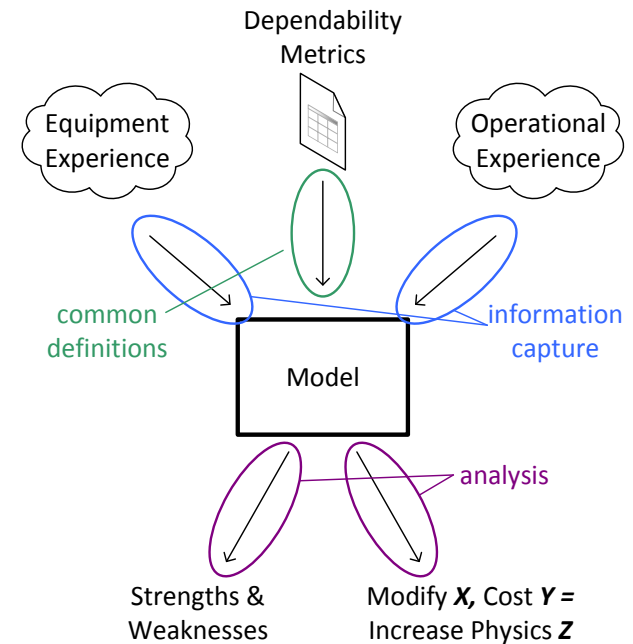 Dependability
Metrics
Equipment
Experience
Operational
Experience
common
definitions
information
capture
Model
analysis
Strengths &
Weaknesses
Modify X, Cost Y =
Increase Physics Z